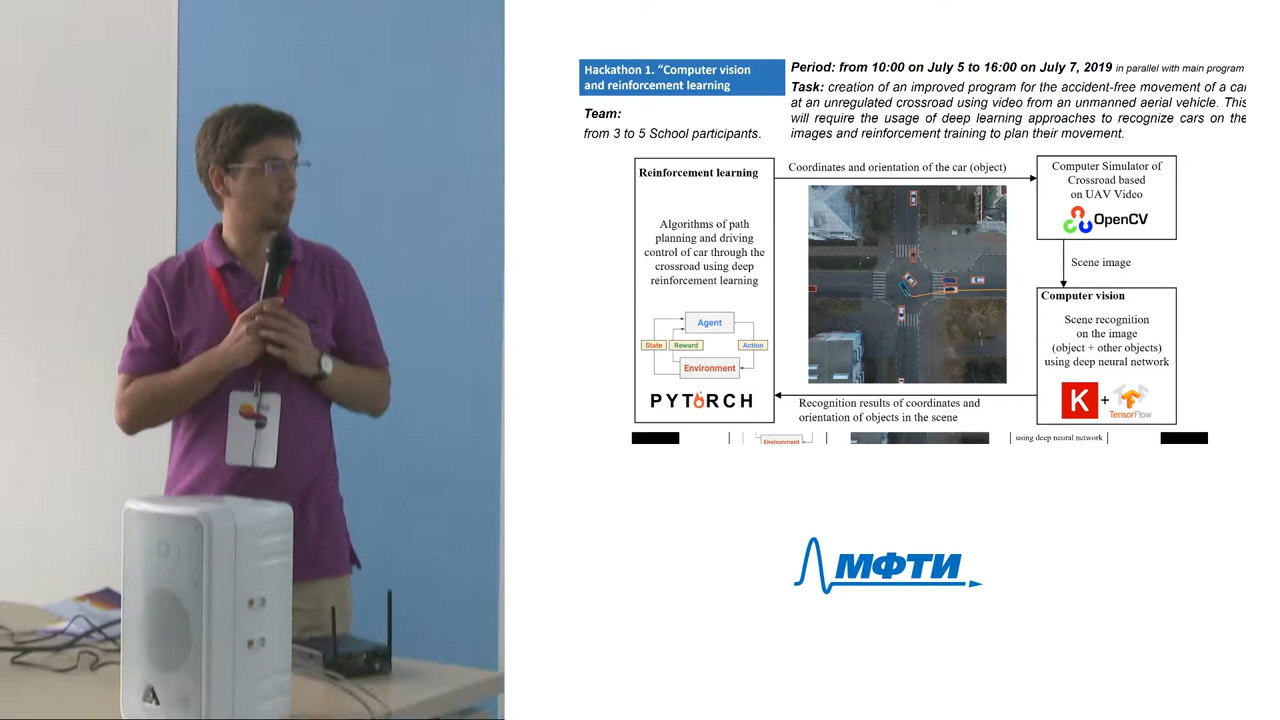 Hackathon 1. “Computer vision
and reinforcement learning
Team:
from 3 to 5 School participants.
Period: from 10:00 on July 5 to 16:00 on July 7, 2019 in parallel with main program
Task: creation of an improved program for the accident-free movement of a car
at an unregulated crossroad using video from an unmanned aerial vehicle. This
will require the usage of deep learning approaches to recognize cars on the
images and reinforcement training to plan their movement.
Reinforcement learning
Algorithms of path
planning and driving
control of car through the
crossroad using deep
reinforcement learning
Agent
State
Reward
Action
Environment
PYTORCH
Coordinates and orientation of the car (object)
Computer Simulator of
Crossroad based
on UAV Video
OpenCV
Scene image
Computer vision
Scene recognition
on the image
(object + other objects)
using deep neural network
K + TensorFlow
Recognition results of coordinates and
orientation of objects in the scene
Environment
using deep neural network
МФТИ